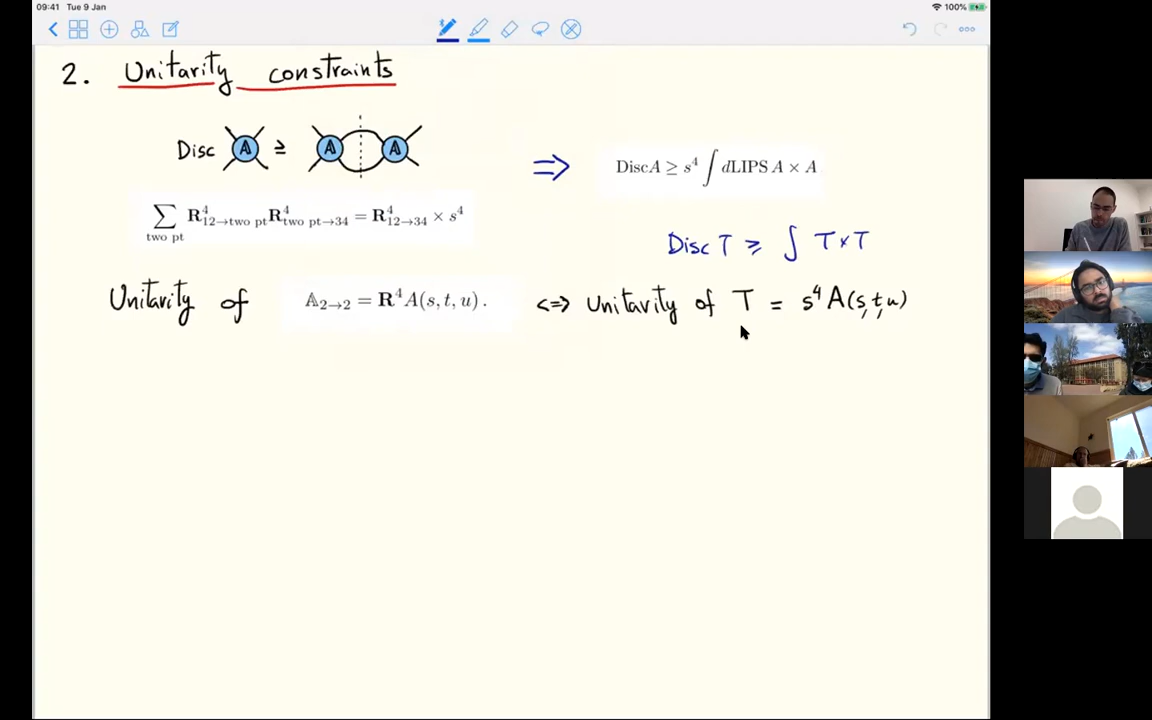 09:41 Tue 9 Jan
100%
2. Unitarity constraints
Disc A ≥ A A
⇒ DiscA ≥ s⁴ ∫ dLIPS A × A
∑ two pt R⁴₁₂→two pt R⁴two pt→34 = R⁴₁₂→₃₄ × s⁴
Disc T ≥ ∫ T × T
Unitarity of 𝔸₂→₂ = R⁴A(s, t, u) . <=> Unitarity of T = s⁴ A(s,t,u)